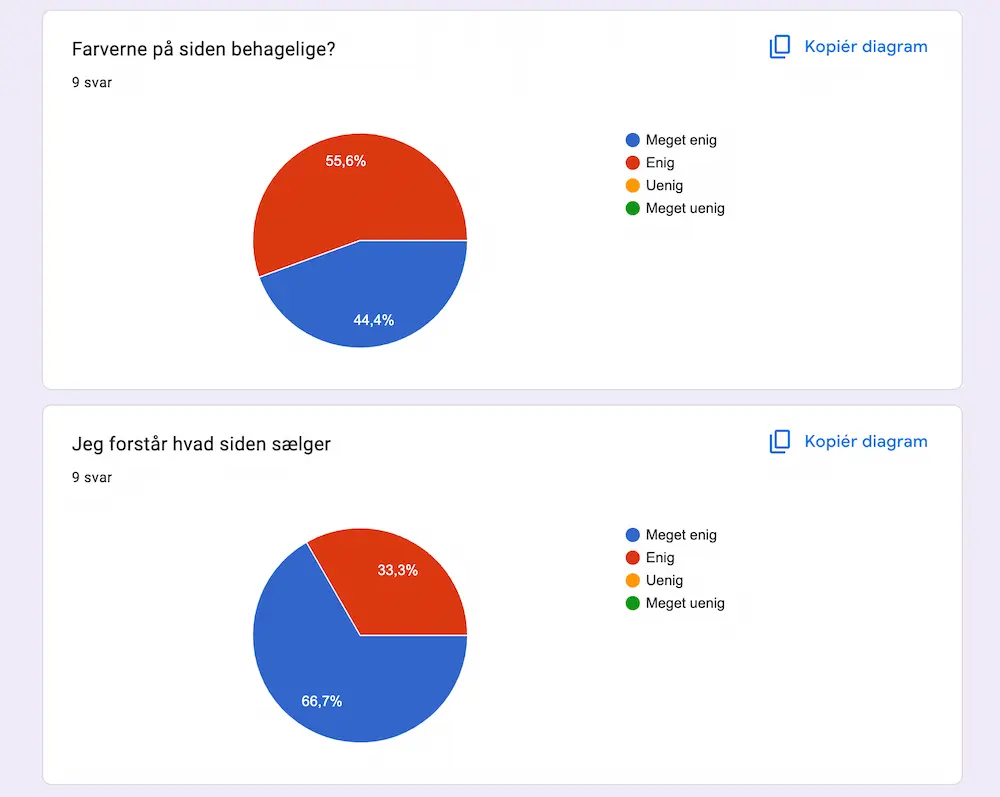 Farverne på siden behagelige?
Kopiér diagram
9 svar
55,6%
44,4%
Meget enig
Enig
Uenig
Meget uenig
Jeg forstår hvad siden sælger
Kopiér diagram
9 svar
33,3%
66,7%
Meget enig
Enig
Uenig
Meget uenig